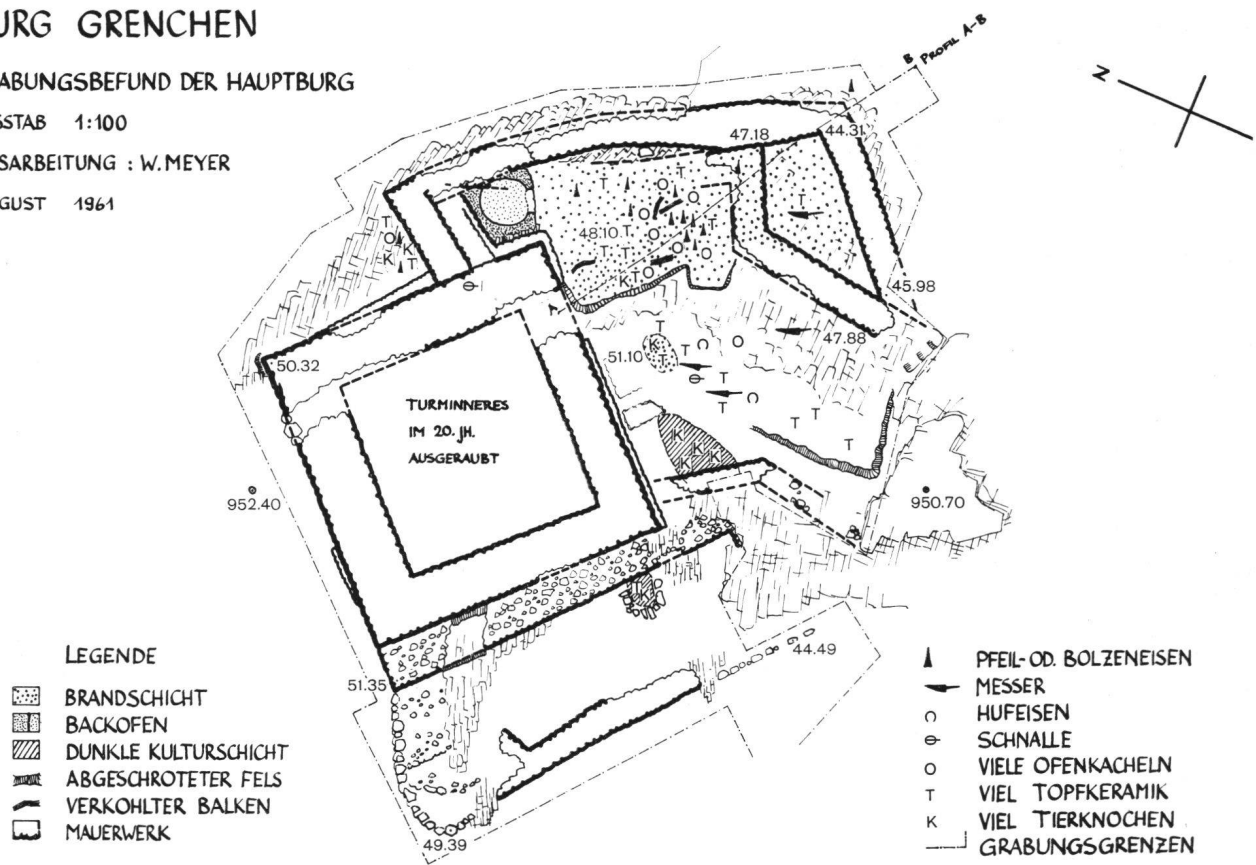 URG GRENCHEN
ABUNGSBEFUND DER HAUPTBURG
SSTAB 1:100
SARBEITUNG : W. MEYER
GUST 1961
B PROFIL A-B
N
47.18
44.31
T
T
T
O
O
T
T
O
K
K
T
48.10
T
O
T
T
T
O
O
T
T
K
T
O
45.98
A
50.32
T
K
T
T
O
47.88
51.10
T
T
T
T
T
TURMINNERES
IM 20. JH.
AUSGERAUBT
K
K
K
K
K
952.40
950.70
T
K
44.49
51.35
49.39
LEGENDE
BRANDSCHICHT
BACKOFEN
DUNKLE KULTURSCHICHT
ABGESCHROTETER FELS
VERKOHLTER BALKEN
MAUERWERK
PFEIL- OD. BOLZENEISEN
MESSER
HUFEISEN
SCHNALLE
O VIELE OFENKACHELN
T VIEL TOPFKERAMIK
K VIEL TIERKNOCHEN
GRABUNGSGRENZEN